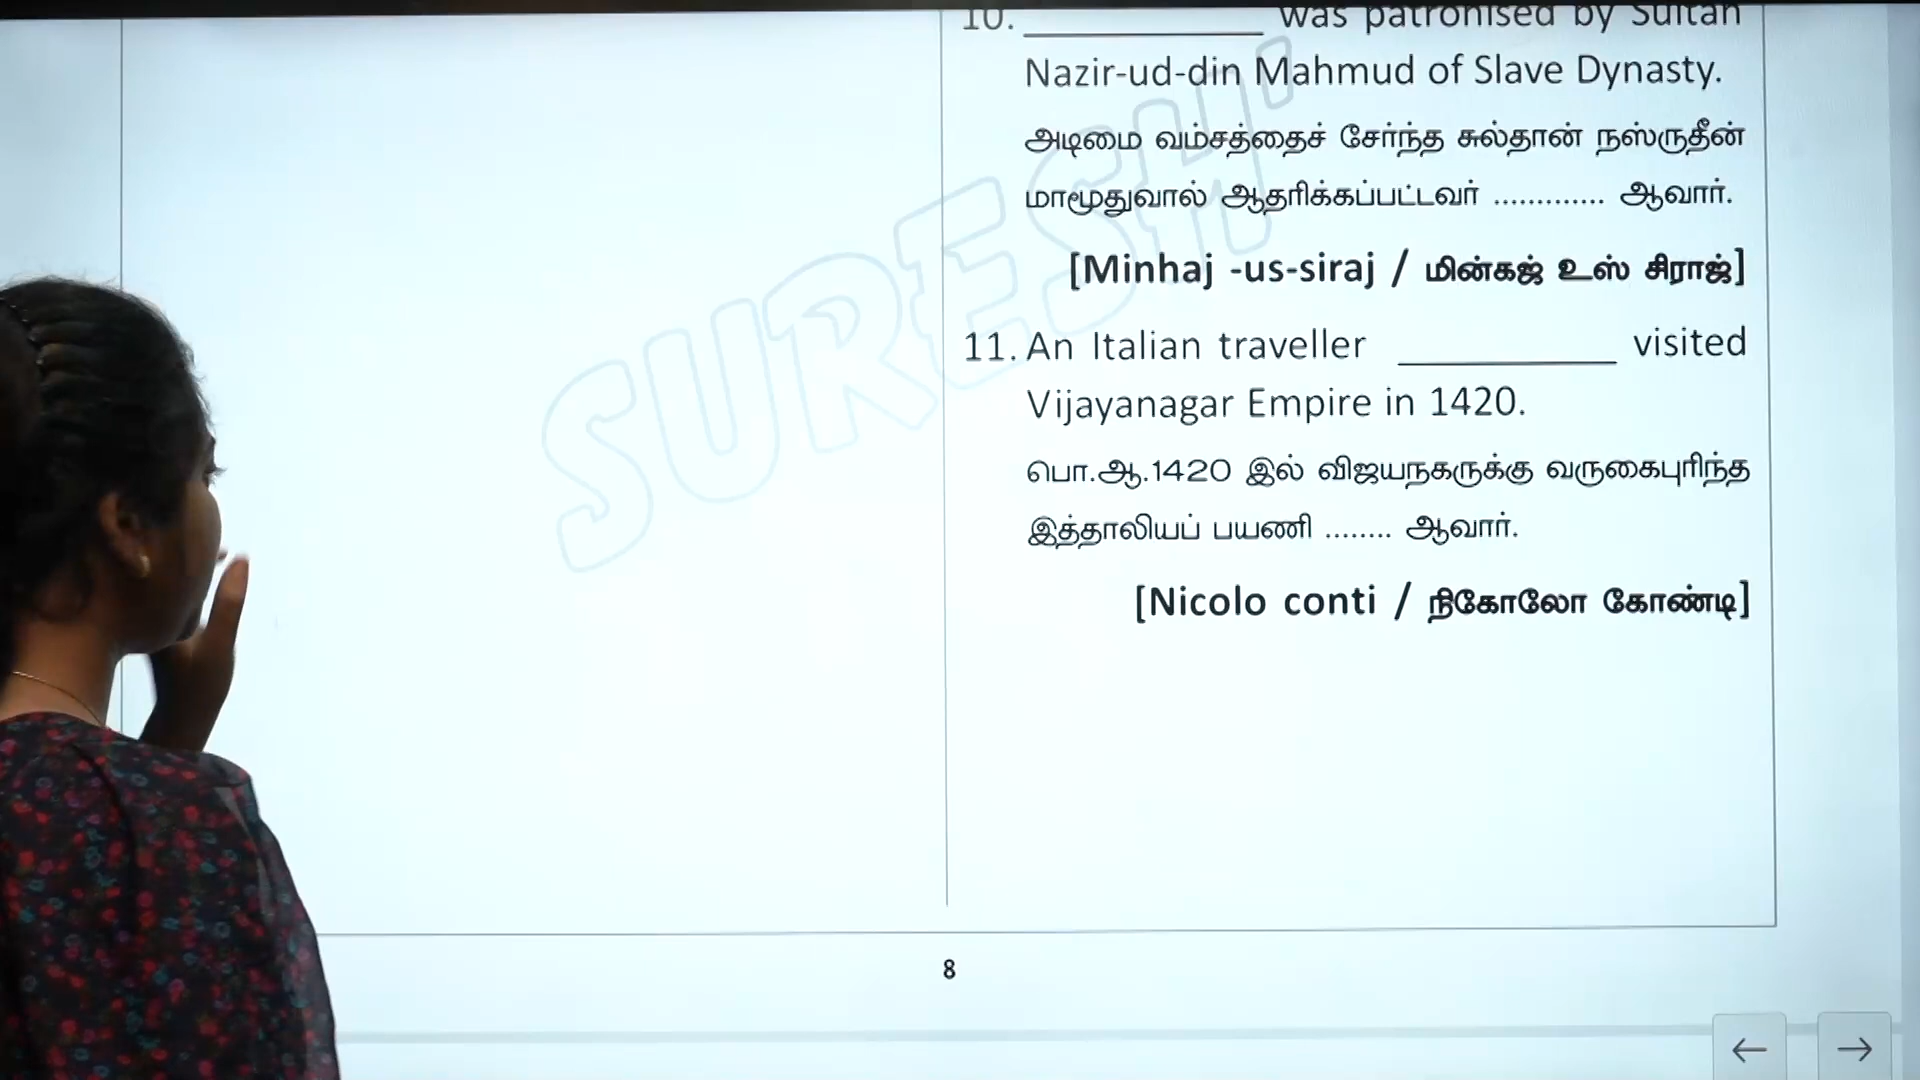 10. ____________ was patronised by Sultan
Nazir-ud-din Mahmud of Slave Dynasty.
அடிமை வம்சத்தைச் சேர்ந்த சுல்தான் நஸ்ருதீன்
மாமூதுவால் ஆதரிக்கப்பட்டவர் ............. ஆவார்.
[Minhaj -us-siraj / மின்கஜ் உஸ் சிராஜ்]
11. An Italian traveller ___________ visited
Vijayanagar Empire in 1420.
பொ.ஆ.1420 இல் விஜயநகருக்கு வருகைபுரிந்த
இத்தாலியப் பயணி ........ ஆவார்.
[Nicolo conti / நிகோலோ கோண்டி]
SURESH'
8